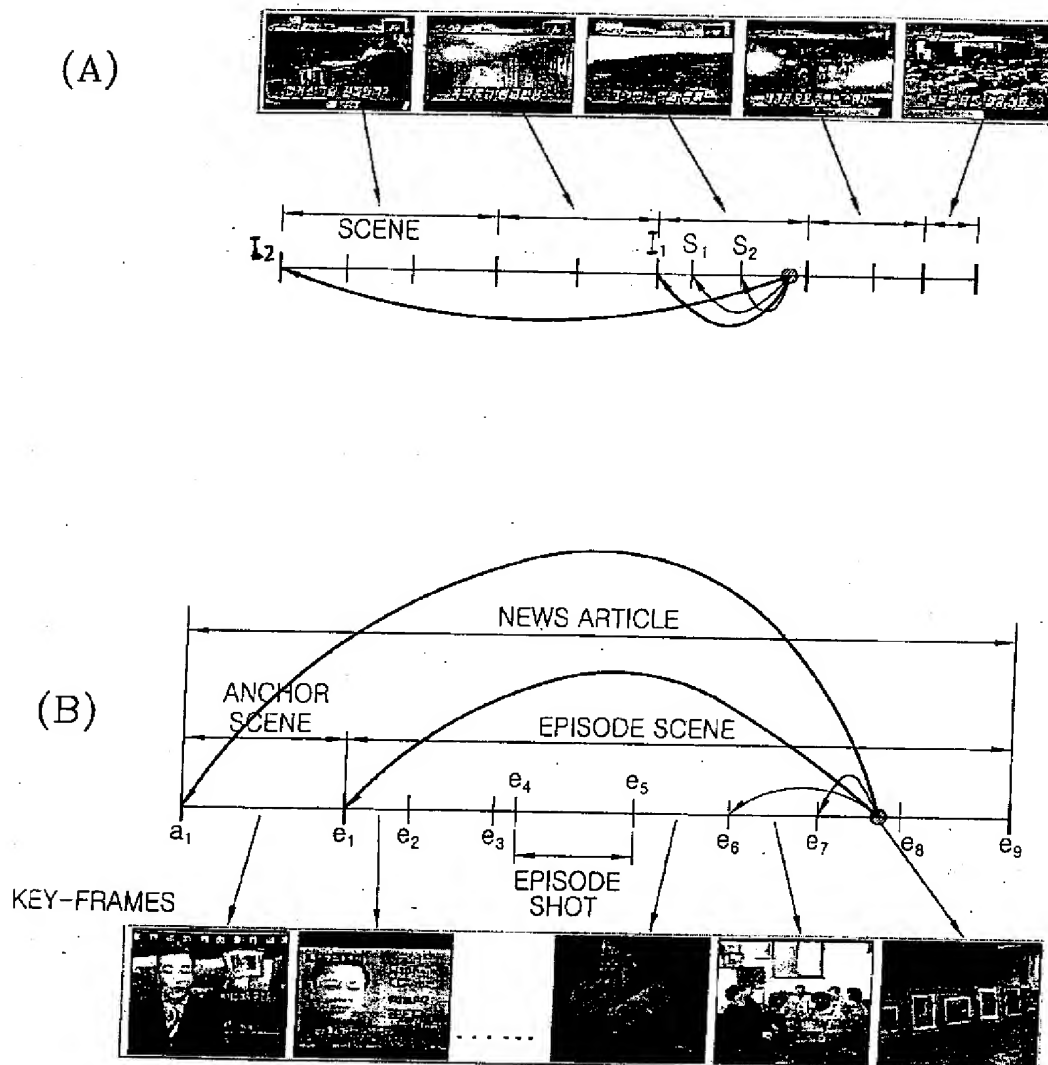 (A)
SCENE
I₂
I₁ S₁ S₂
NEWS ARTICLE
(B)
ANCHOR
SCENE
EPISODE SCENE
e₄ e₅
a₁ e₁ e₂ e₃ e₆ e₇ e₈ e₉
EPISODE
SHOT
KEY-FRAMES
......